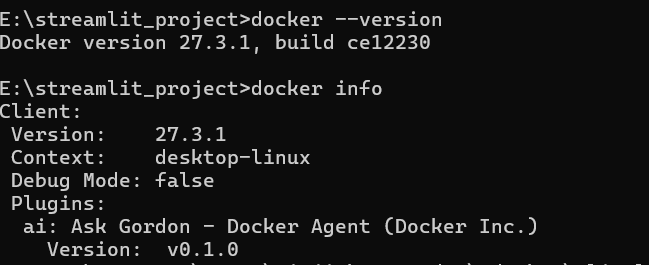 E:\streamlit_project>docker --version
Docker version 27.3.1, build ce12230
E:\streamlit_project>docker info
Client:
Version: 27.3.1
Context: desktop-linux
Debug Mode: false
Plugins:
ai: Ask Gordon - Docker Agent (Docker Inc.)
Version: v0.1.0